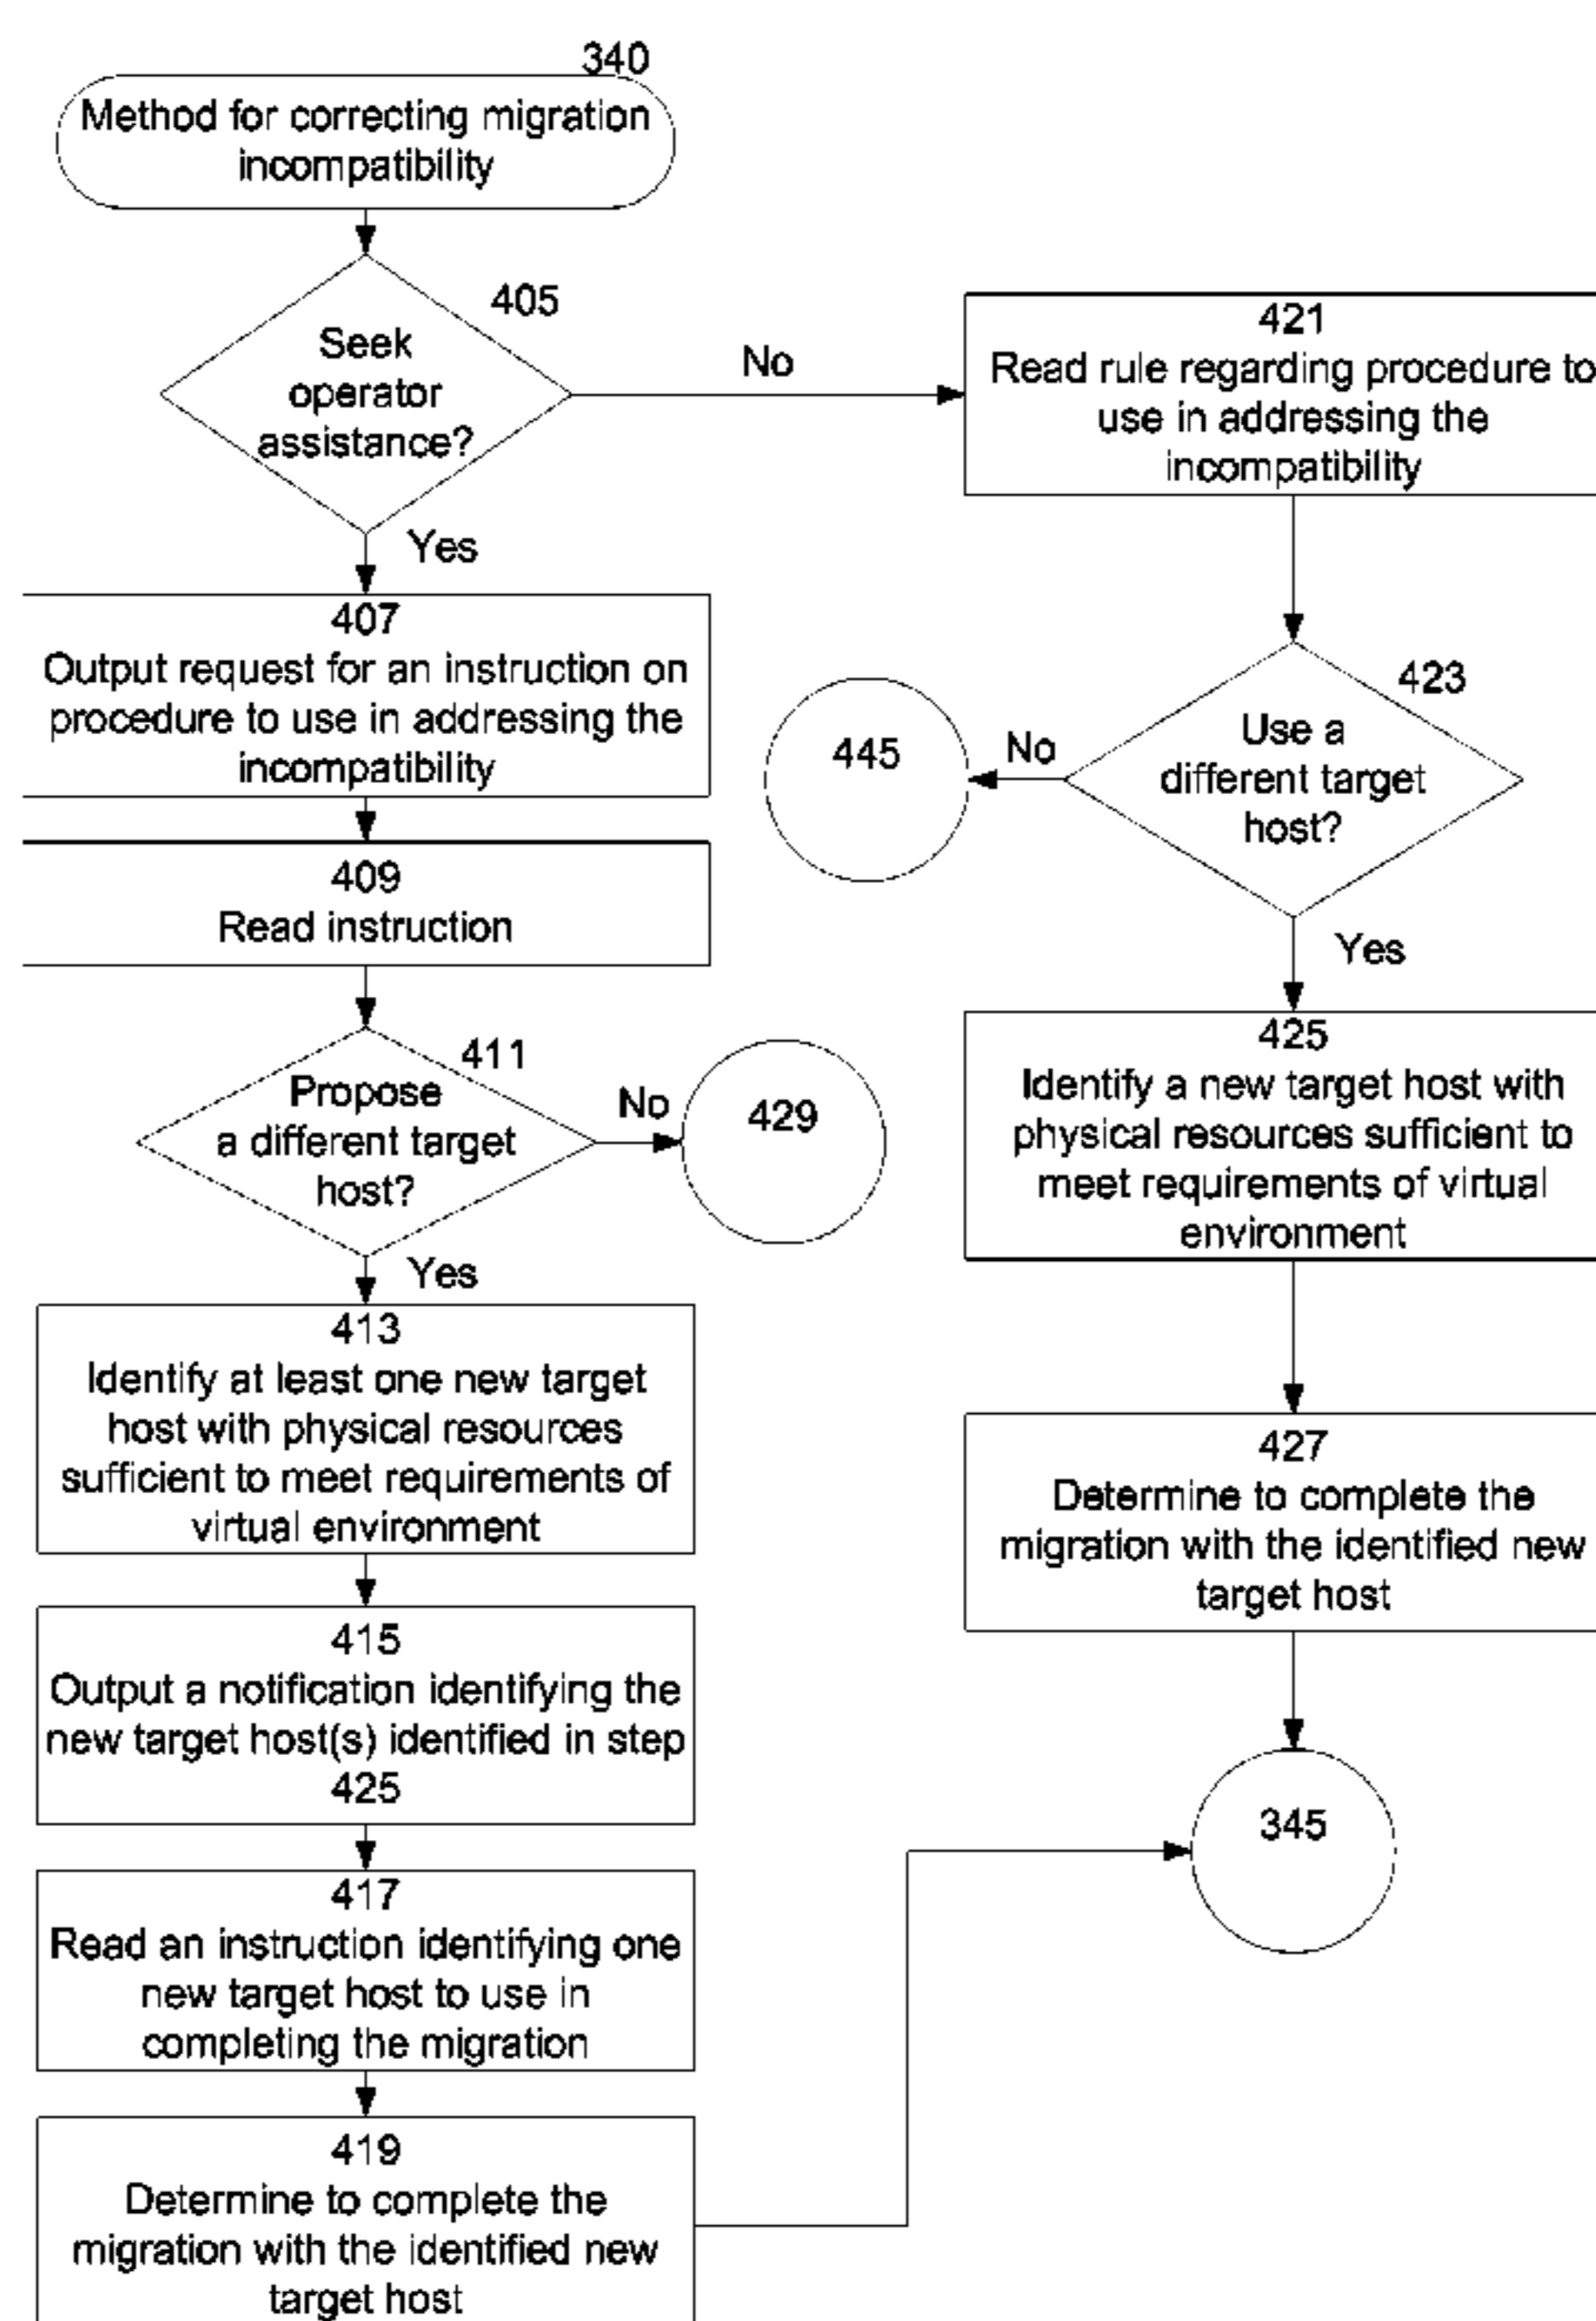 340
Method for correcting migration
incompatibility
405
Seek
operator
assistance?
No
Yes
407
Output request for an instruction on
procedure to use in addressing the
incompatibility
409
Read instruction
411
Propose
a different target
host?
No
429
Yes
413
Identify at least one new target
host with physical resources
sufficient to meet requirements of
virtual environment
415
Output a notification identifying the
new target host(s) identified in step
425
417
Read an instruction identifying one
new target host to use in
completing the migration
419
Determine to complete the
migration with the identified new
target host
421
Read rule regarding procedure to
use in addressing the
incompatibility
423
Use a
different target
host?
No
445
Yes
425
Identify a new target host with
physical resources sufficient to
meet requirements of virtual
environment
427
Determine to complete the
migration with the identified new
target host
345